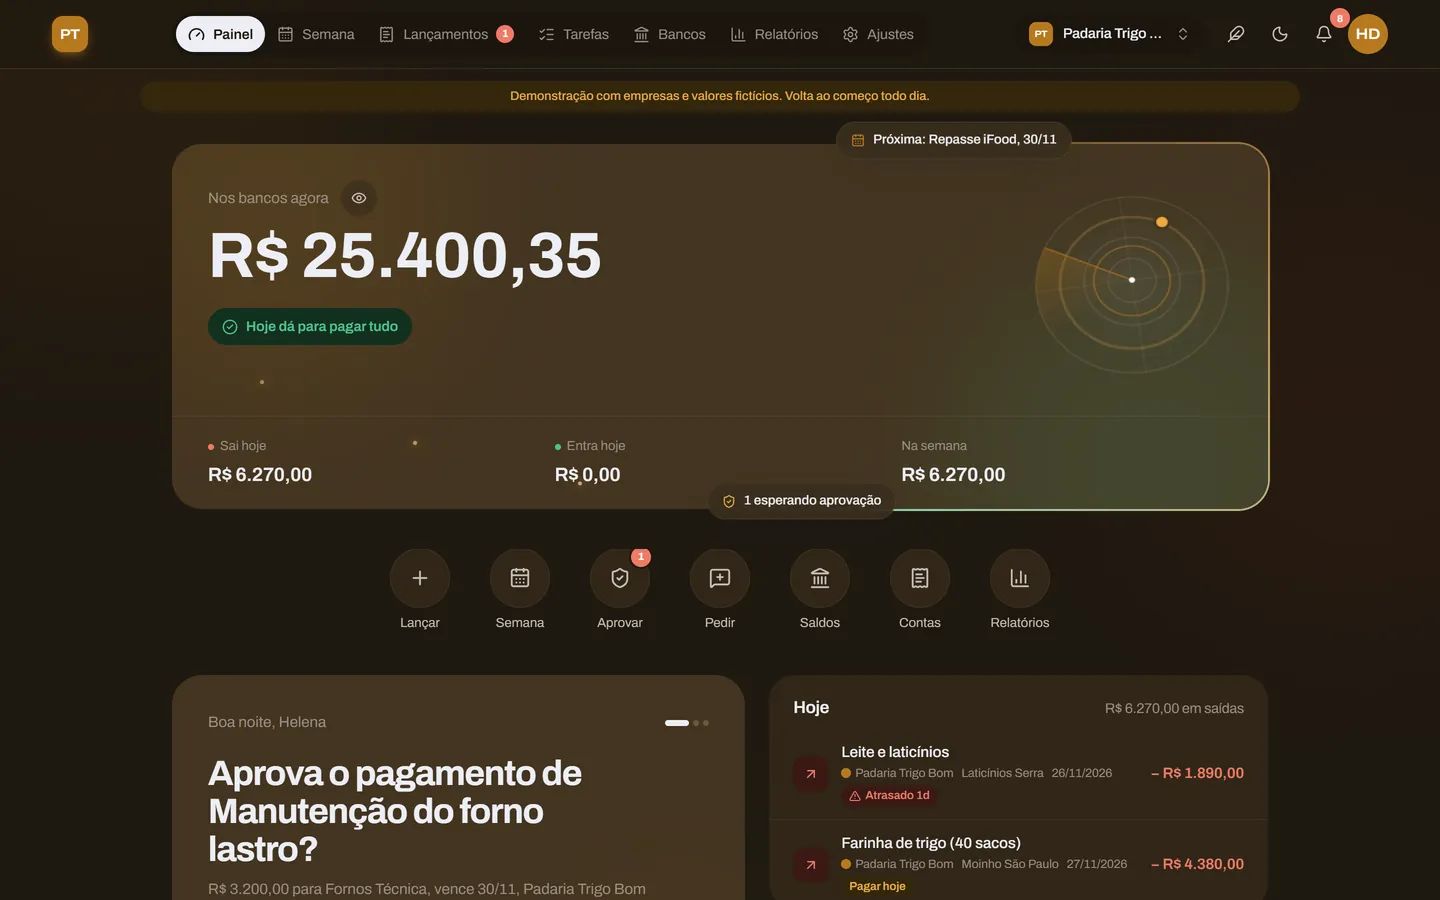 PT
Painel
Semana
Lançamentos
1
Tarefas
Bancos
Relatórios
Ajustes
PT
Padaria Trigo ...
8
HD
Demonstração com empresas e valores fictícios. Volta ao começo todo dia.
Próxima: Repasse iFood, 30/11
Nos bancos agora
R$ 25.400,35
Hoje dá para pagar tudo
Sai hoje
R$ 6.270,00
Entra hoje
R$ 0,00
Na semana
R$ 6.270,00
1 esperando aprovação
Lançar
Semana
1
Aprovar
Pedir
Saldos
Contas
Relatórios
Boa noite, Helena
Aprova o pagamento de
Manutenção do forno
lastro?
R$ 3.200,00 para Fornos Técnica, vence 30/11, Padaria Trigo Bom
Hoje
R$ 6.270,00 em saídas
Leite e laticínios
Padaria Trigo Bom Laticínios Serra 26/11/2026
– R$ 1.890,00
Atrasado 1d
Farinha de trigo (40 sacos)
Padaria Trigo Bom Moinho São Paulo 27/11/2026
– R$ 4.380,00
Pagar hoje